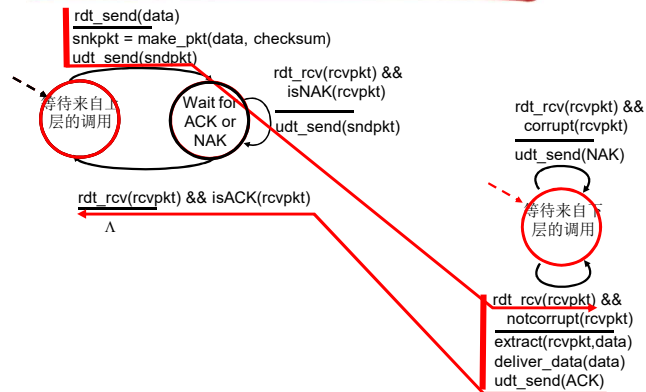 rdt_send(data)
snkpkt = make_pkt(data, checksum)
udt_send(sndpkt)
等待来自上
层的调用
Wait for
ACK or
NAK
rdt_rcv(rcvpkt) &&
isNAK(rcvpkt)
udt_send(sndpkt)
rdt_rcv(rcvpkt) && isACK(rcvpkt)
Λ
rdt_rcv(rcvpkt) &&
corrupt(rcvpkt)
udt_send(NAK)
等待来自下
层的调用
rdt_rcv(rcvpkt) &&
notcorrupt(rcvpkt)
extract(rcvpkt,data)
deliver_data(data)
udt_send(ACK)